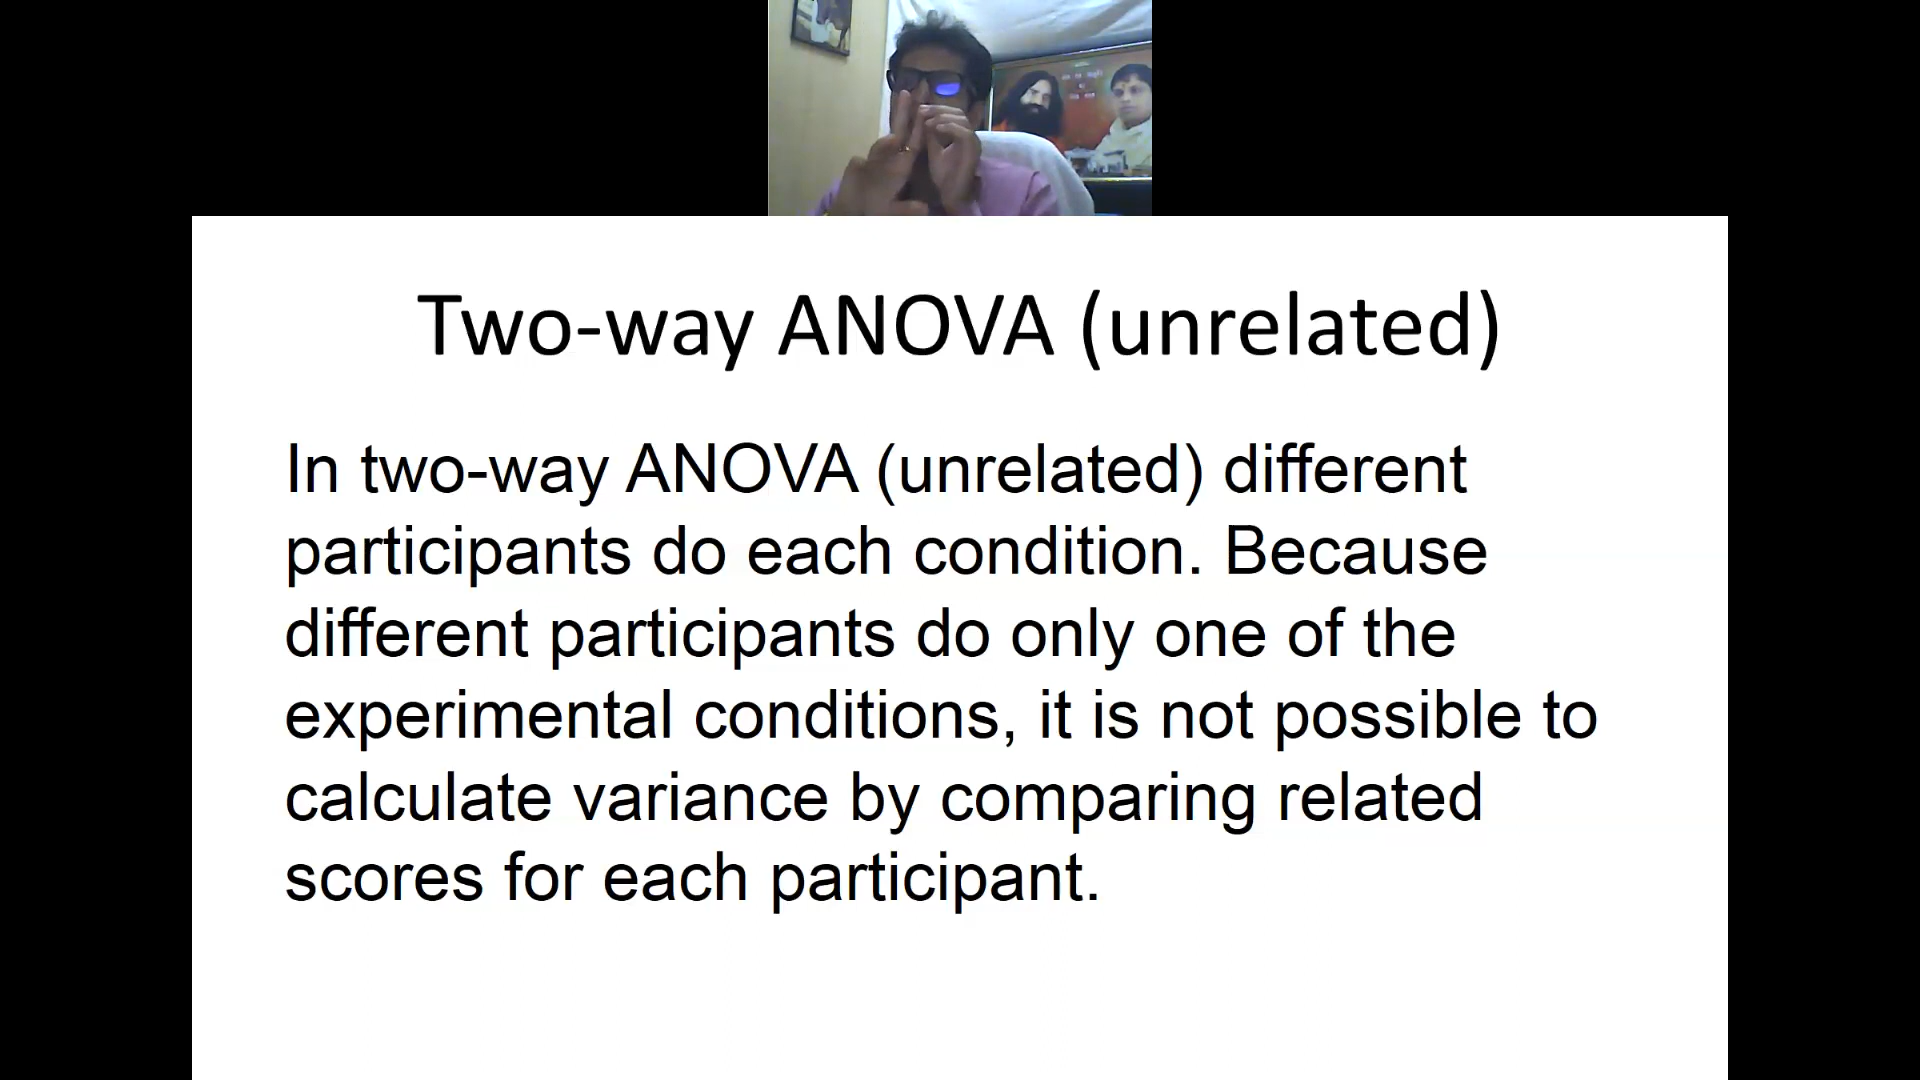 Two-way ANOVA (unrelated)
In two-way ANOVA (unrelated) different
participants do each condition. Because
different participants do only one of the
experimental conditions, it is not possible to
calculate variance by comparing related
scores for each participant.